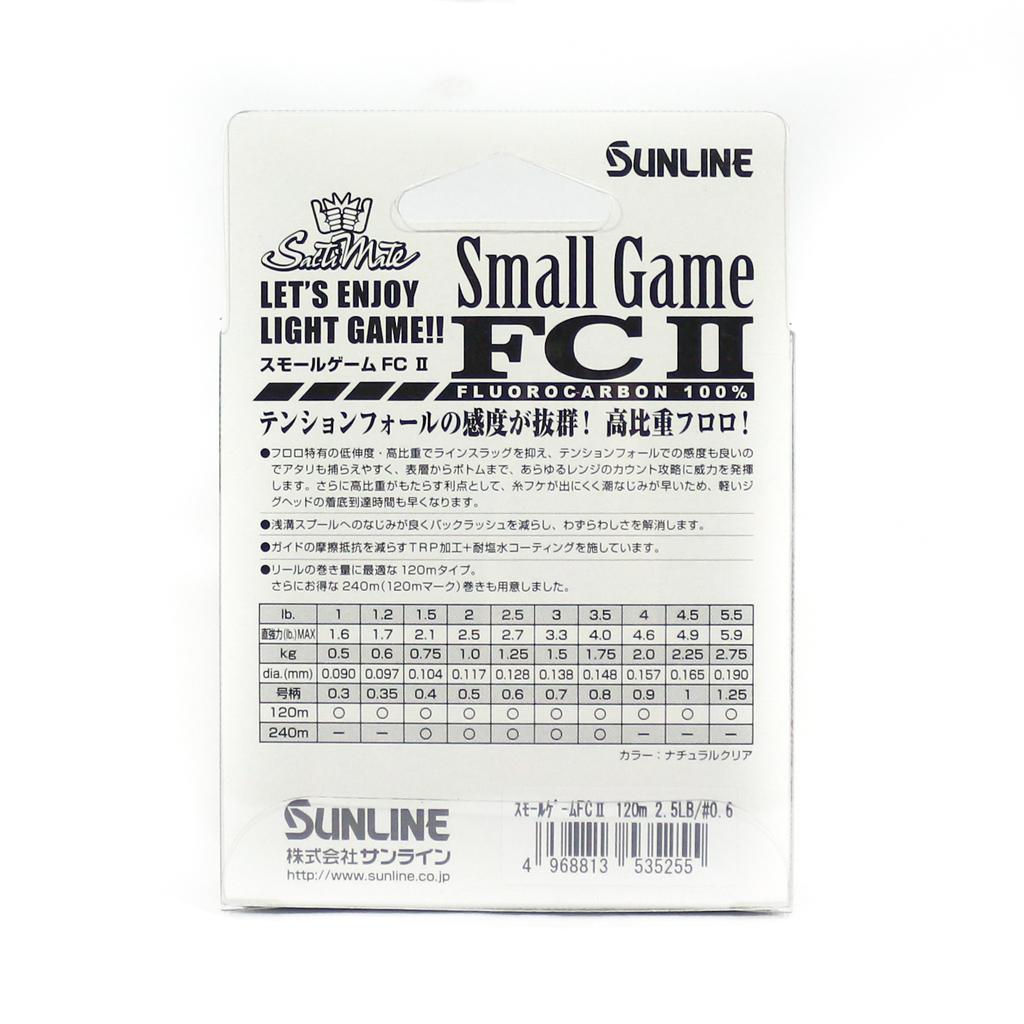 SUNLINE
SaltiMate
LET'S ENJOY
LIGHT GAME!!
スモールゲームFC Ⅱ
Small Game
FC Ⅱ
FLUOROCARBON 100%
テンションフォールの感度が抜群! 高比重フロロ!
●フロロ特有の低伸度・高比重でラインスラッグを抑え、テンションフォールでの感度も良いの
でアタリも捕らえやすく、表層からボトムまで、あらゆるレンジのカウント攻略に威力を発揮
します。さらに高比重がもたらす利点として、糸フケが出にくく潮なじみが早いため、軽いジ
グヘッドの着底到達時間も早くなります。
●浅溝スプールへのなじみが良くバックラッシュを減らし、わずらわしさを解消します。
●ガイドの摩擦抵抗を減らすTRP加工+耐塩水コーティングを施しています。
●リールの巻き量に最適な120mタイプ。
さらにお得な240m(120mマーク)巻きも用意しました。
lb. 1 1.2 1.5 2 2.5 3 3.5 4 4.5 5.5
直強力(lb.)MAX 1.6 1.7 2.1 2.5 2.7 3.3 4.0 4.6 4.9 5.9
kg 0.5 0.6 0.75 1.0 1.25 1.5 1.75 2.0 2.25 2.75
dia.(mm) 0.090 0.097 0.104 0.117 0.128 0.138 0.148 0.157 0.165 0.190
号柄 0.3 0.35 0.4 0.5 0.6 0.7 0.8 0.9 1 1.25
120m ○ ○ ○ ○ ○ ○ ○ ○ ○ ○
240m － － ○ ○ ○ ○ ○ － － －
カラー：ナチュラルクリア
SUNLINE
株式会社サンライン
http://www.sunline.co.jp
スモールゲームFCⅡ 120m 2.5LB/#0.6
4 968813 535255